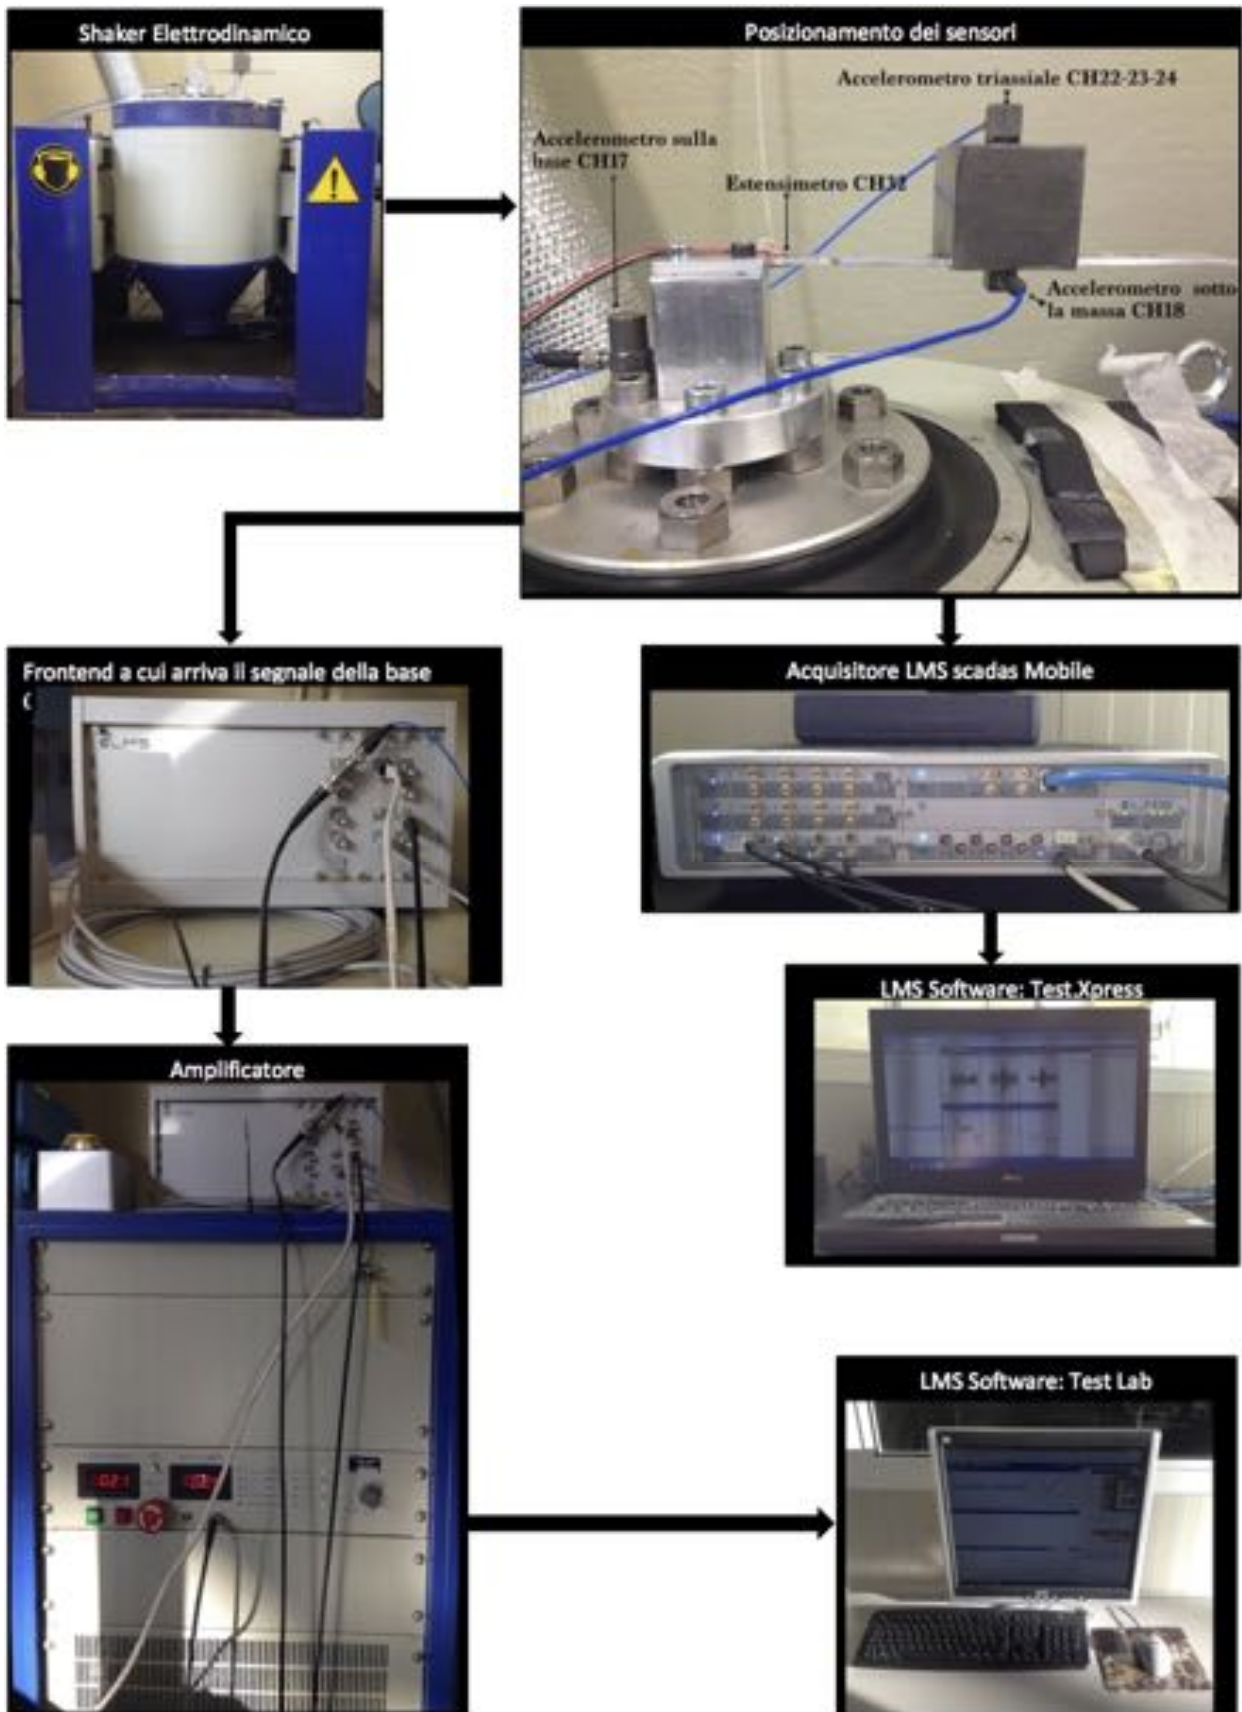 Shaker Elettrodinamico
Posizionamento dei sensori
Accelerometro triassiale CH22-23-24
Accelerometro sulla
base CH17
Estensimetro CH32
Accelerometro sotto
la massa CH18
Frontend a cui arriva il segnale della base
(
Acquisitore LMS scadas Mobile
LMS Software: Test.Xpress
Amplificatore
LMS Software: Test Lab